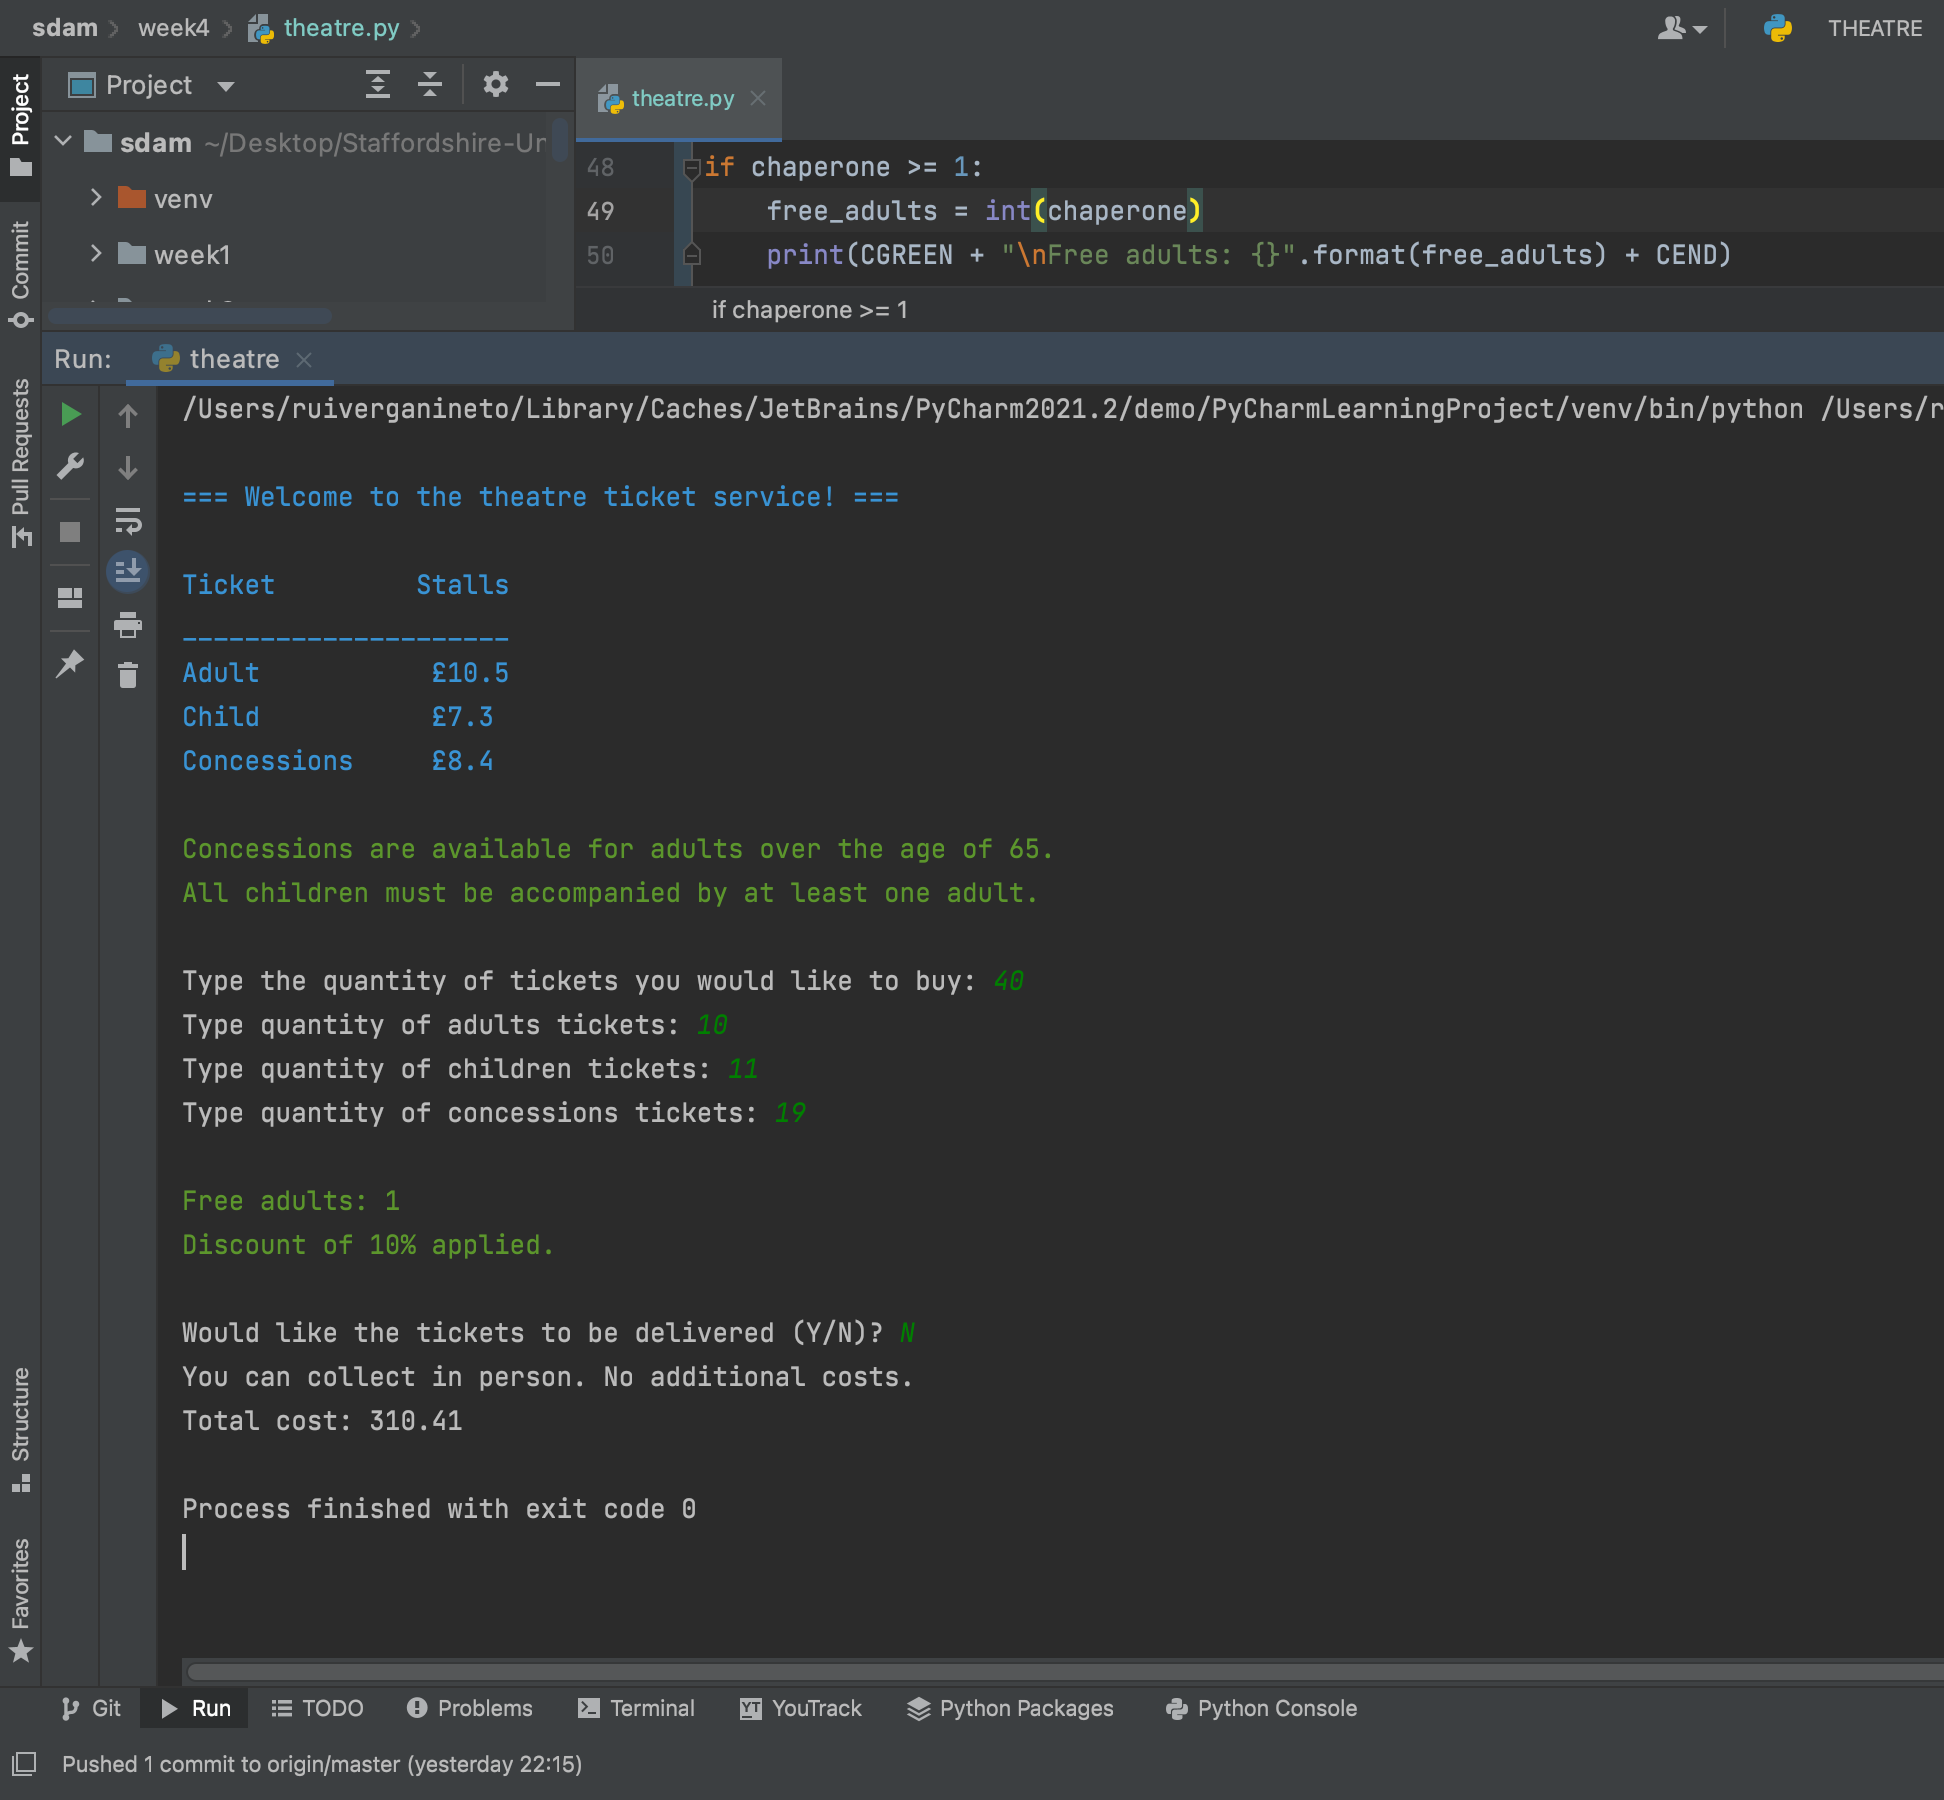 sdam week4 theatre.py THEATRE
Project
Project
theatre.py
sdam ~/Desktop/Staffordshire-Un
venv
week1
48 if chaperone >= 1:
49 free_adults = int(chaperone)
50 print(CGREEN + "\nFree adults: {}".format(free_adults) + CEND)
if chaperone >= 1
Commit
Pull Requests
Run: theatre
/Users/ruiverganineto/Library/Caches/JetBrains/PyCharm2021.2/demo/PyCharmLearningProject/venv/bin/python /Users/r
=== Welcome to the theatre ticket service! ===
Ticket Stalls
---------------------
Adult £10.5
Child £7.3
Concessions £8.4
Concessions are available for adults over the age of 65.
All children must be accompanied by at least one adult.
Type the quantity of tickets you would like to buy: 40
Type quantity of adults tickets: 10
Type quantity of children tickets: 11
Type quantity of concessions tickets: 19
Free adults: 1
Discount of 10% applied.
Would like the tickets to be delivered (Y/N)? N
You can collect in person. No additional costs.
Total cost: 310.41
Process finished with exit code 0
Structure
Favorites
Git Run TODO Problems Terminal YT YouTrack Python Packages Python Console
Pushed 1 commit to origin/master (yesterday 22:15)